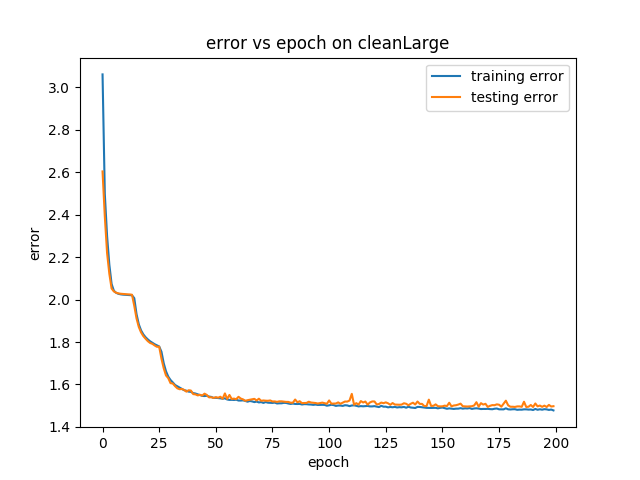 error vs epoch on cleanLarge
training error
testing error
3.0
2.8
2.6
2.4
2.2
2.0
1.8
1.6
1.4
error
0 25 50 75 100 125 150 175 200
epoch